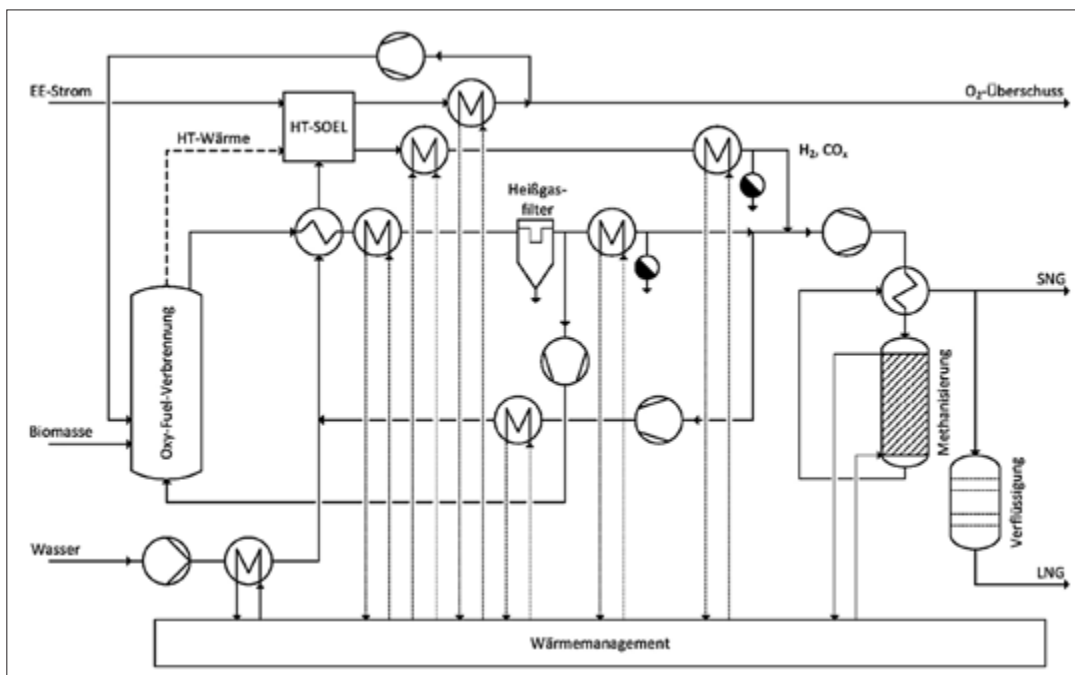 EE-Strom
O₂-Überschuss
HT-SOEL
HT-Wärme
H₂, COₓ
Heißgas-
filter
SNG
Oxy-Fuel-Verbrennung
Methanisierung
Biomasse
Verflüssigung
Wasser
LNG
Wärmemanagement